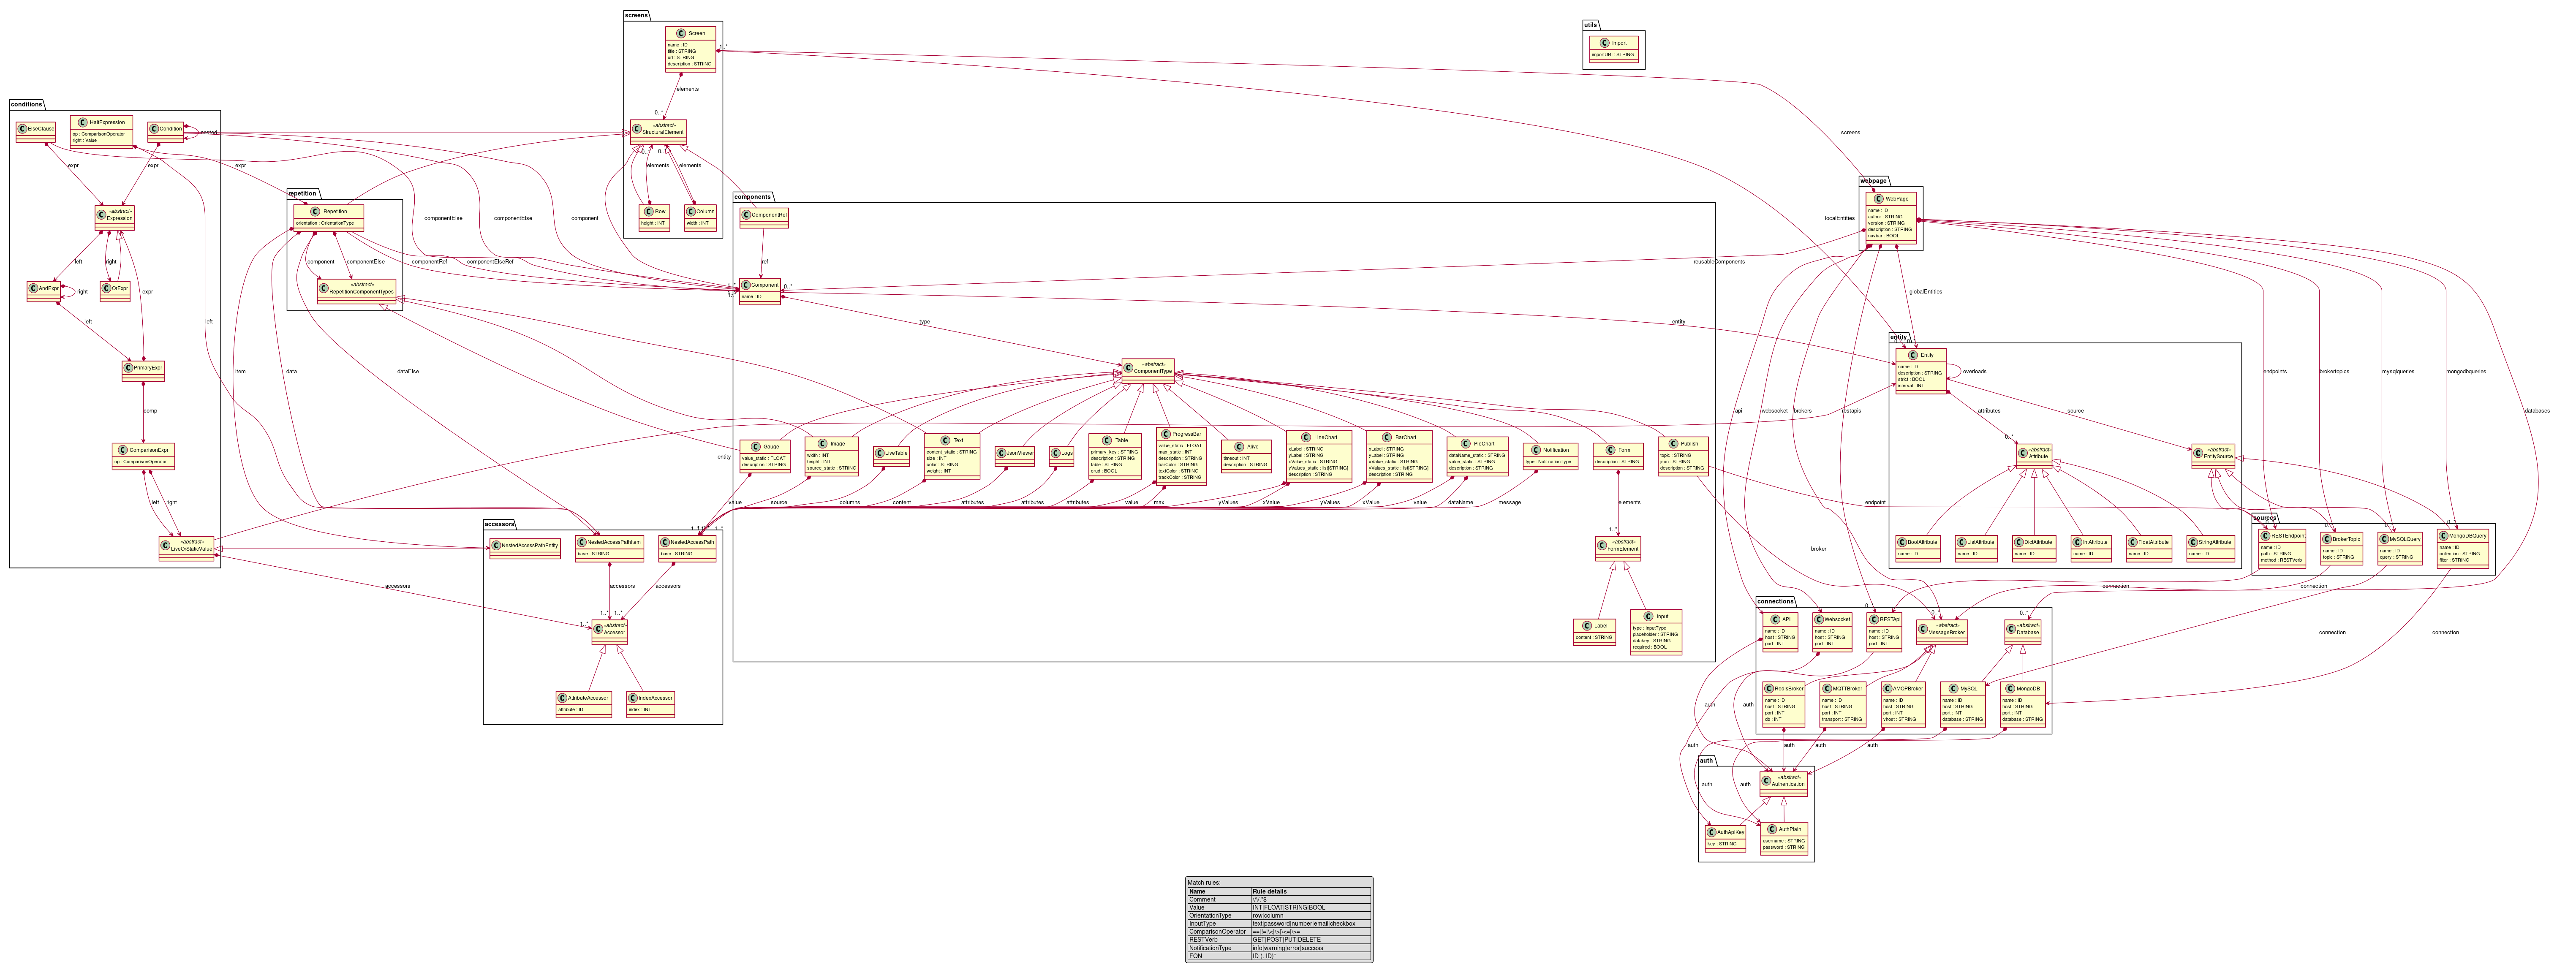 screens
Screen
name : ID
title : STRING
url : STRING
description : STRING
1..*
elements
0..*
«abstract»
StructuralElement
0..*
0..*
elements
elements
Row
height : INT
Column
width : INT
utils
Import
importURI : STRING
conditions
ElseClause
HalfExpression
op : ComparisonOperator
right : Value
Condition
nested
expr
expr
expr
«abstract»
Expression
left
right
AndExpr
right
OrExpr
expr
left
left
PrimaryExpr
comp
ComparisonExpr
op : ComparisonOperator
left
right
«abstract»
LiveOrStaticValue
repetition
Repetition
orientation : OrientationType
component
componentElse
componentRef
componentElseRef
«abstract»
RepetitionComponentTypes
componentElse
componentElse
component
item
data
dataElse
components
ComponentRef
ref
Component
name : ID
1..*
1..*
0..*
type
«abstract»
ComponentType
Gauge
value_static : FLOAT
description : STRING
Image
width : INT
height : INT
source_static : STRING
LiveTable
Text
content_static : STRING
size : INT
color : STRING
weight : INT
JsonViewer
Logs
Table
primary_key : STRING
description : STRING
table : STRING
crud : BOOL
ProgressBar
value_static : FLOAT
max_static : INT
description : STRING
barColor : STRING
textColor : STRING
trackColor : STRING
Alive
timeout : INT
description : STRING
LineChart
xLabel : STRING
yLabel : STRING
xValue_static : STRING
yValues_static : list[STRING]
description : STRING
BarChart
xLabel : STRING
yLabel : STRING
xValue_static : STRING
yValues_static : list[STRING]
description : STRING
PieChart
dataName_static : STRING
value_static : STRING
description : STRING
Notification
type : NotificationType
Form
description : STRING
Publish
topic : STRING
json : STRING
description : STRING
entity
value
source
columns
content
attributes
attributes
attributes
value
max
yValues
xValue
yValues
xValue
value
dataName
message
elements
endpoint
broker
1..*
«abstract»
FormElement
Label
content : STRING
Input
type : InputType
placeholder : STRING
datakey : STRING
required : BOOL
accessors
NestedAccessPathEntity
NestedAccessPathItem
base : STRING
NestedAccessPath
base : STRING
accessors
accessors
accessors
1..*
1..*
1..*
«abstract»
Accessor
AttributeAccessor
attribute : ID
IndexAccessor
index : INT
screens
webpage
WebPage
name : ID
author : STRING
version : STRING
description : STRING
navbar : BOOL
localEntities
reusableComponents
globalEntities
entity
entity
Entity
name : ID
description : STRING
strict : BOOL
interval : INT
overloads
attributes
source
0..*
«abstract»
Attribute
«abstract»
EntitySource
BoolAttribute
name : ID
ListAttribute
name : ID
DictAttribute
name : ID
IntAttribute
name : ID
FloatAttribute
name : ID
StringAttribute
name : ID
endpoints
brokertopics
mysqlqueries
mongodbqueries
databases
api
websocket
brokers
restapis
sources
RESTEndpoint
name : ID
path : STRING
method : RESTVerb
BrokerTopic
name : ID
topic : STRING
MySQLQuery
name : ID
query : STRING
0..*
MongoDBQuery
name : ID
collection : STRING
filter : STRING
connection
connection
connection
connection
connections
API
name : ID
host : STRING
port : INT
Websocket
name : ID
host : STRING
port : INT
RESTApi
name : ID
host : STRING
port : INT
0..*
«abstract»
MessageBroker
0..*
«abstract»
Database
RedisBroker
name : ID
host : STRING
port : INT
db : INT
MQTTBroker
name : ID
host : STRING
port : INT
transport : STRING
AMQPBroker
name : ID
host : STRING
port : INT
vhost : STRING
MySQL
name : ID
host : STRING
port : INT
database : STRING
MongoDB
name : ID
host : STRING
port : INT
database : STRING
auth
auth
auth
auth
auth
auth
auth
auth
auth
«abstract»
Authentication
AuthApiKey
key : STRING
AuthPlain
username : STRING
password : STRING
Match rules:
Name Rule details
Comment \/\/.*$
Value INT|FLOAT|STRING|BOOL
OrientationType row|column
InputType text|password|number|email|checkbox
ComparisonOperator
RESTVerb GET|POST|PUT|DELETE
NotificationType info|warning|error|success
FQN ID (. ID)*